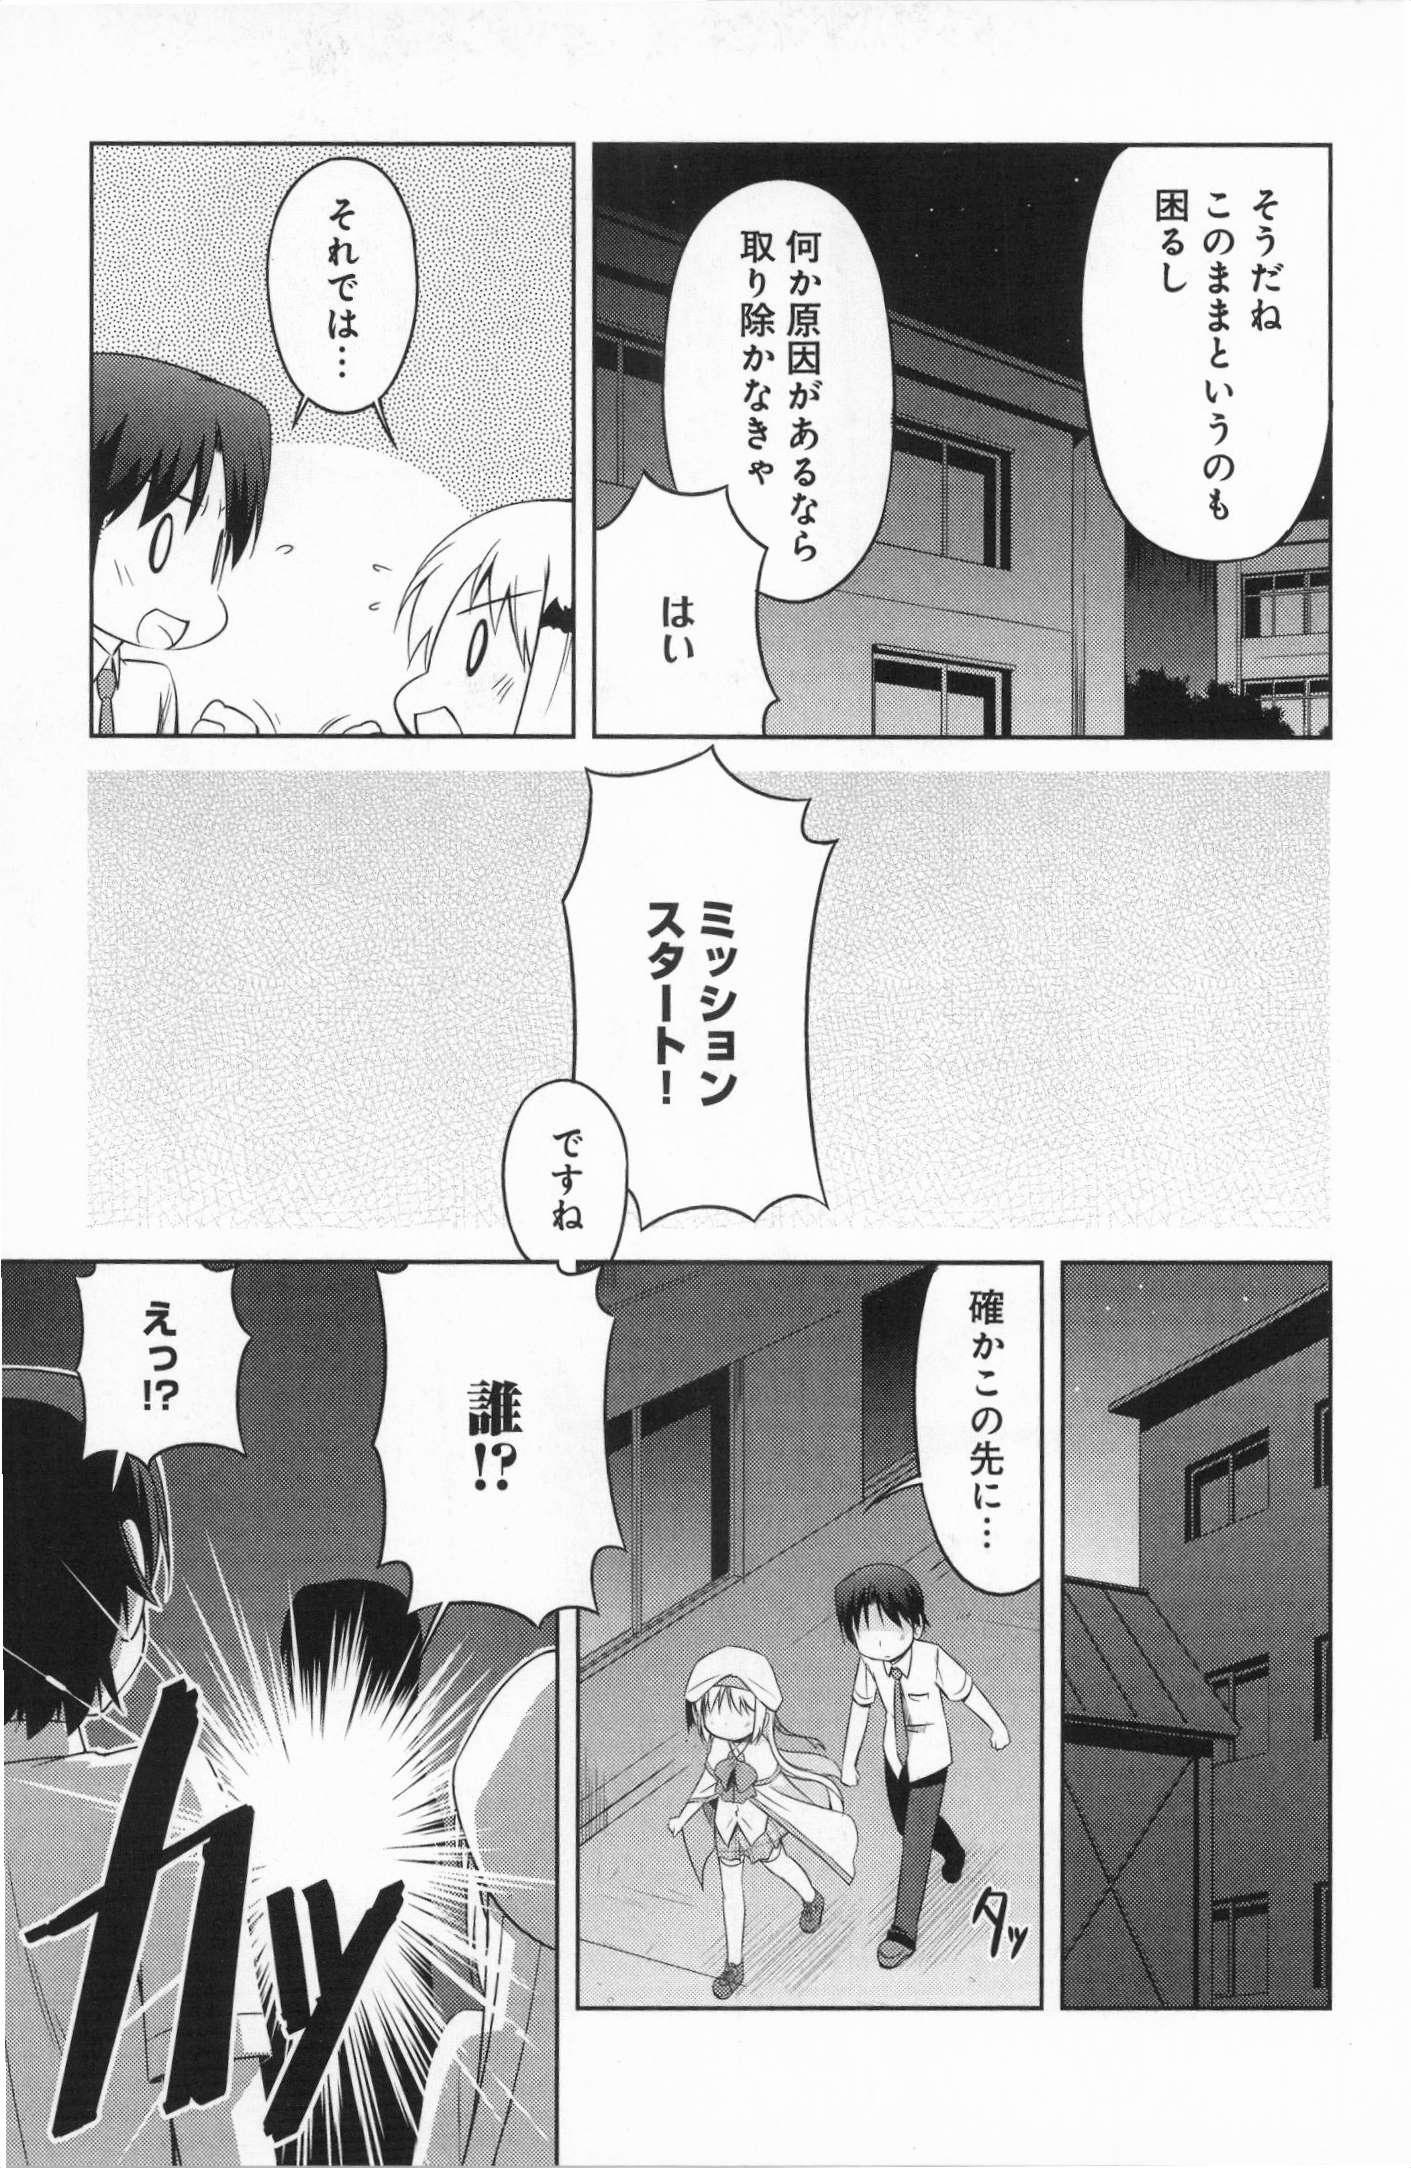 そうだね
このままというのも
困るし
何か原因があるなら
取り除かなきゃ
はい
それでは…
ミッション
スタート！
ですね
確かこの先に…
タッ
誰!?
えっ!?
カッ